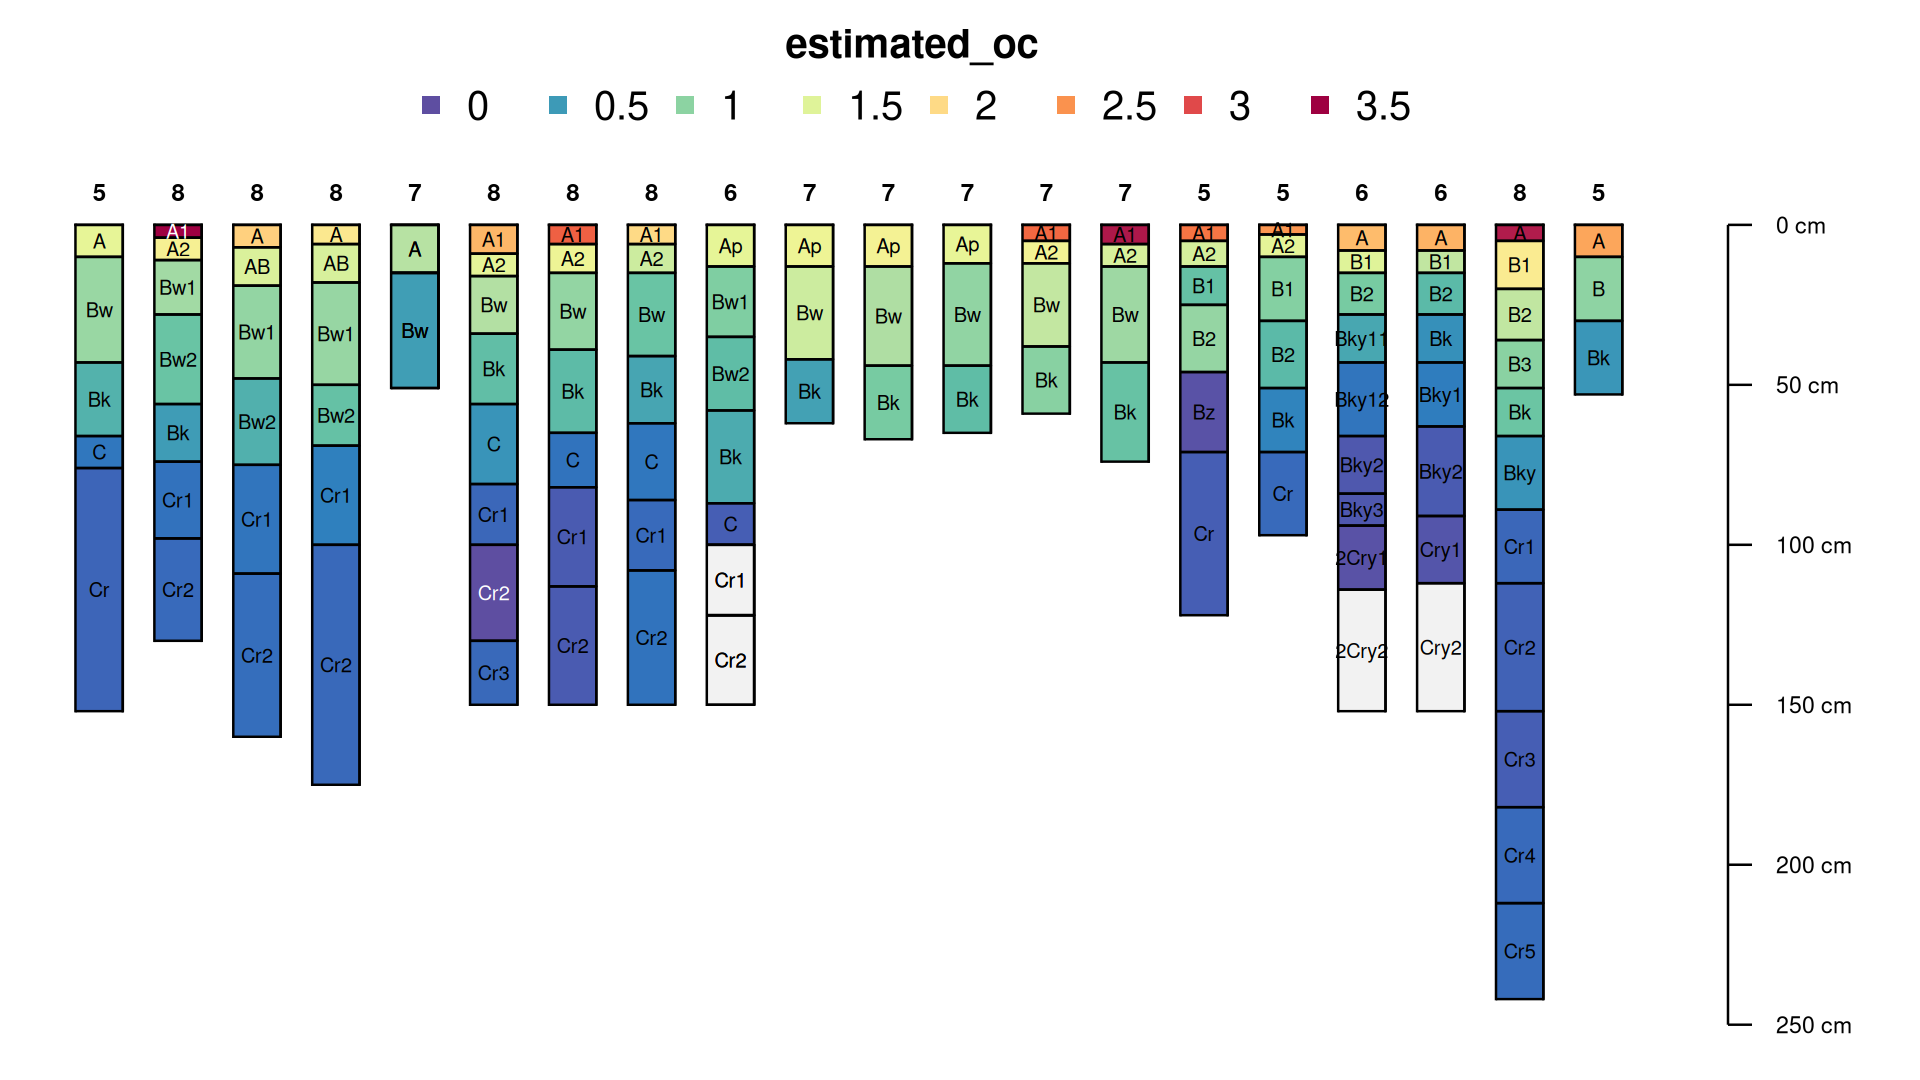 estimated_oc
0 0.5 1 1.5 2 2.5 3 3.5
5 8 8 8 7 8 8 8 6 7 7 7 7 7 5 5 6 6 8 5
A Bw Bk C Cr
A1 A2 Bw1 Bw2 Bk Cr1 Cr2
A AB Bw1 Bw2 Cr1 Cr2
A AB Bw1 Bw2 Cr1 Cr2
A Bw
A1 A2 Bw Bk C Cr1 Cr2 Cr3
A1 A2 Bw Bk C Cr1 Cr2
A1 A2 Bw Bk C Cr1 Cr2
Ap Bw1 Bw2 Bk C Cr1 Cr2
Ap Bw Bk
Ap Bw Bk
Ap Bw Bk
A1 A2 Bw Bk
A1 A2 Bw Bk
A1 A2 B1 B2 Bz Cr
A1 A2 B1 B2 Bk Cr
A B1 B2 Bky11 Bky12 Bky2 Bky3 2Cry1 2Cry2
A B1 B2 Bk Bky1 Bky2 Cry1 Cry2
A B1 B2 B3 Bk Bky Cr1 Cr2 Cr3 Cr4 Cr5
A B Bk
0 cm
50 cm
100 cm
150 cm
200 cm
250 cm